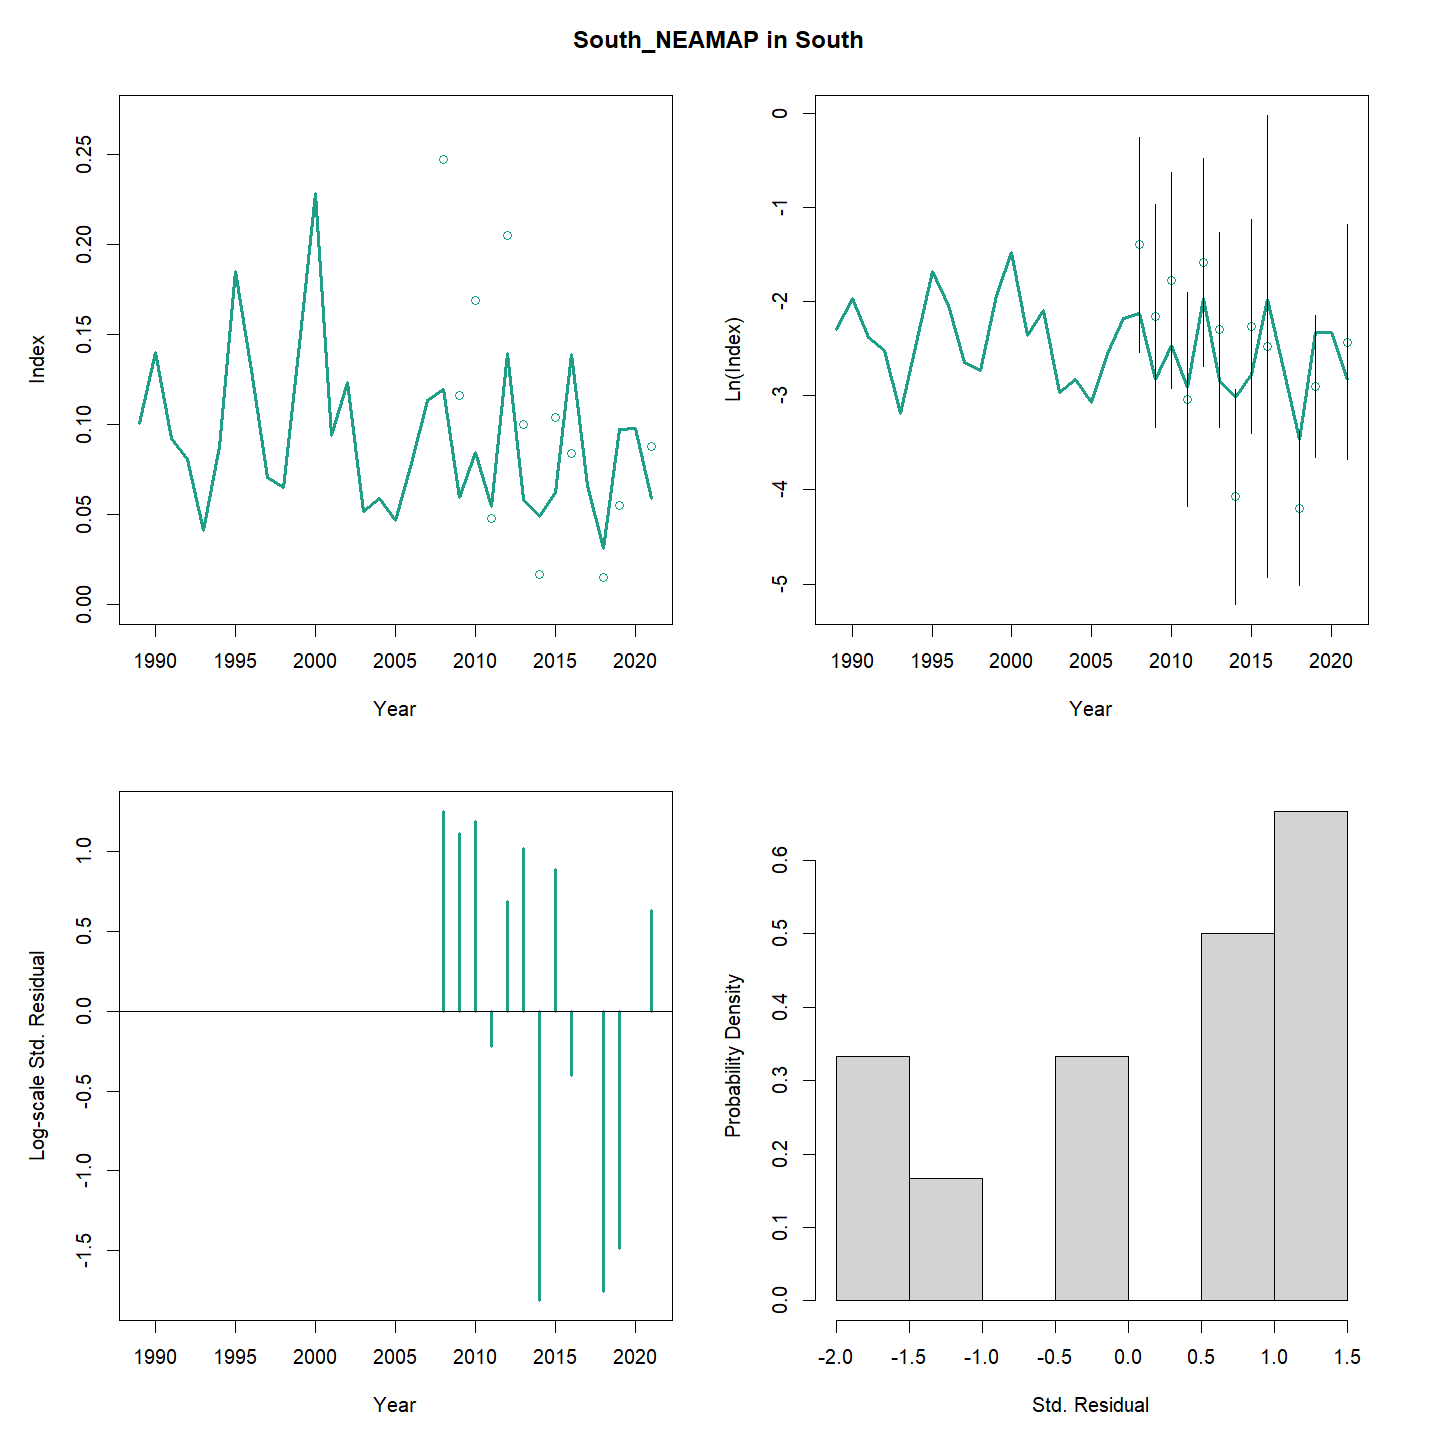 South_NEAMAP in South
Index
0.00 0.05 0.10 0.15 0.20 0.25
1990 1995 2000 2005 2010 2015 2020
Year
Ln(Index)
-5 -4 -3 -2 -1 0
1990 1995 2000 2005 2010 2015 2020
Year
Log-scale Std. Residual
-1.5 -1.0 -0.5 0.0 0.5 1.0
1990 1995 2000 2005 2010 2015 2020
Year
Probability Density
0.0 0.1 0.2 0.3 0.4 0.5 0.6
-2.0 -1.5 -1.0 -0.5 0.0 0.5 1.0 1.5
Std. Residual